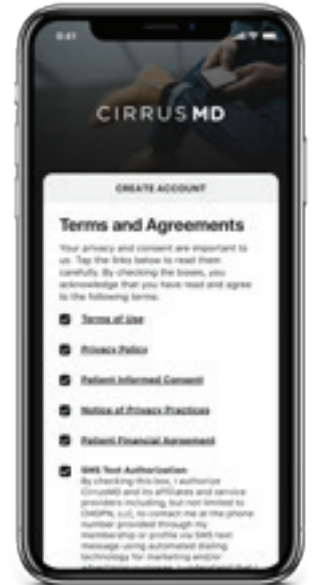 9:41
CIRRUSMD
CREATE ACCOUNT
Terms and Agreements
Your privacy and consent are important to
us. Tap the links below to read them
carefully. By checking the boxes, you
acknowledge that you have read and agree
to the following terms:
Terms of Use
Privacy Policy
Patient Informed Consent
Notice of Privacy Practices
Patient Financial Agreement
SMS Text Authorization
By checking this box, I authorize
CirrusMD and its affiliates and service
providers including, but not limited to
CMDPN, LLC, to contact me at the phone
number provided through my
membership or profile via SMS text
message using automated dialing
technology for marketing and/or